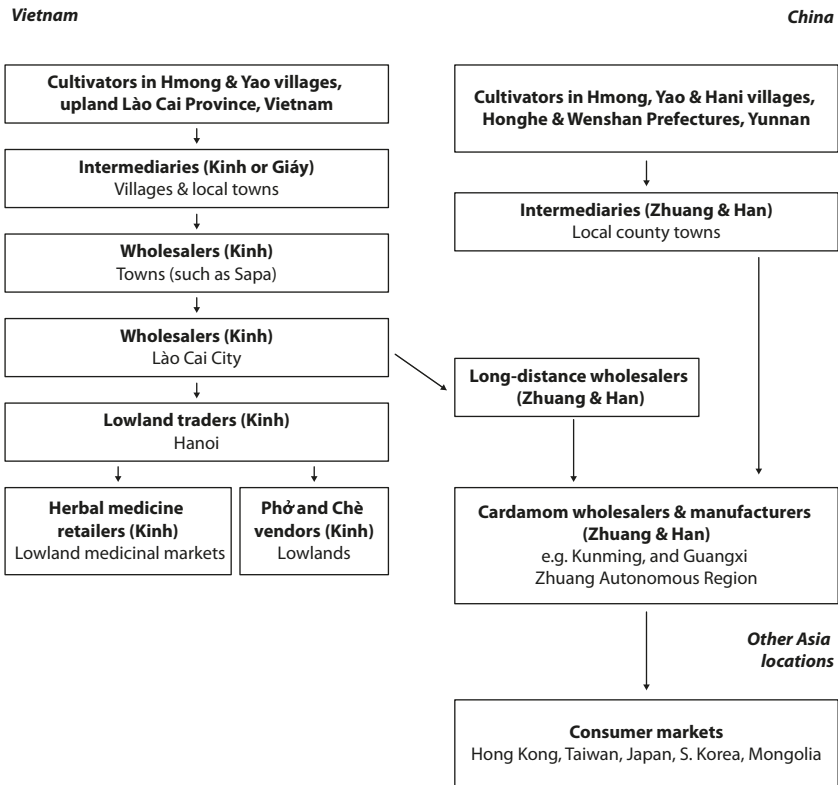 Vietnam
China
Cultivators in Hmong & Yao villages,
upland Lào Cai Province, Vietnam
Intermediaries (Kinh or Giáy)
Villages & local towns
Wholesalers (Kinh)
Towns (such as Sapa)
Wholesalers (Kinh)
Lào Cai City
Lowland traders (Kinh)
Hanoi
Herbal medicine
retailers (Kinh)
Lowland medicinal markets
Phở and Chè
vendors (Kinh)
Lowlands
Cultivators in Hmong, Yao & Hani villages,
Honghe & Wenshan Prefectures, Yunnan
Intermediaries (Zhuang & Han)
Local county towns
Long-distance wholesalers
(Zhuang & Han)
Cardamom wholesalers & manufacturers
(Zhuang & Han)
e.g. Kunming, and Guangxi
Zhuang Autonomous Region
Other Asia
locations
Consumer markets
Hong Kong, Taiwan, Japan, S. Korea, Mongolia